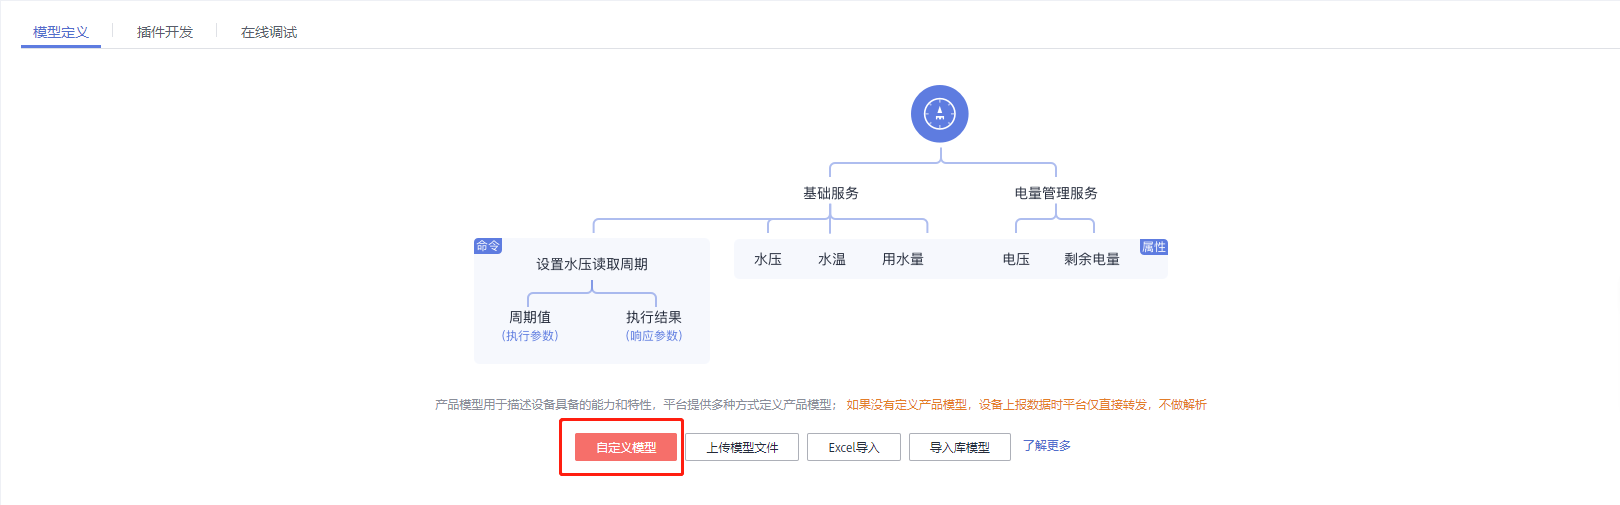 模型定义 插件开发 在线调试
基础服务 电量管理服务
命令 属性
设置水压读取周期 水压 水温 用水量 电压 剩余电量
周期值 执行结果
(执行参数) (响应参数)
产品模型用于描述设备具备的能力和特性，平台提供多种方式定义产品模型； 如果没有定义产品模型，设备上报数据时平台仅直接转发，不做解析
自定义模型 上传模型文件 Excel导入 导入库模型 了解更多